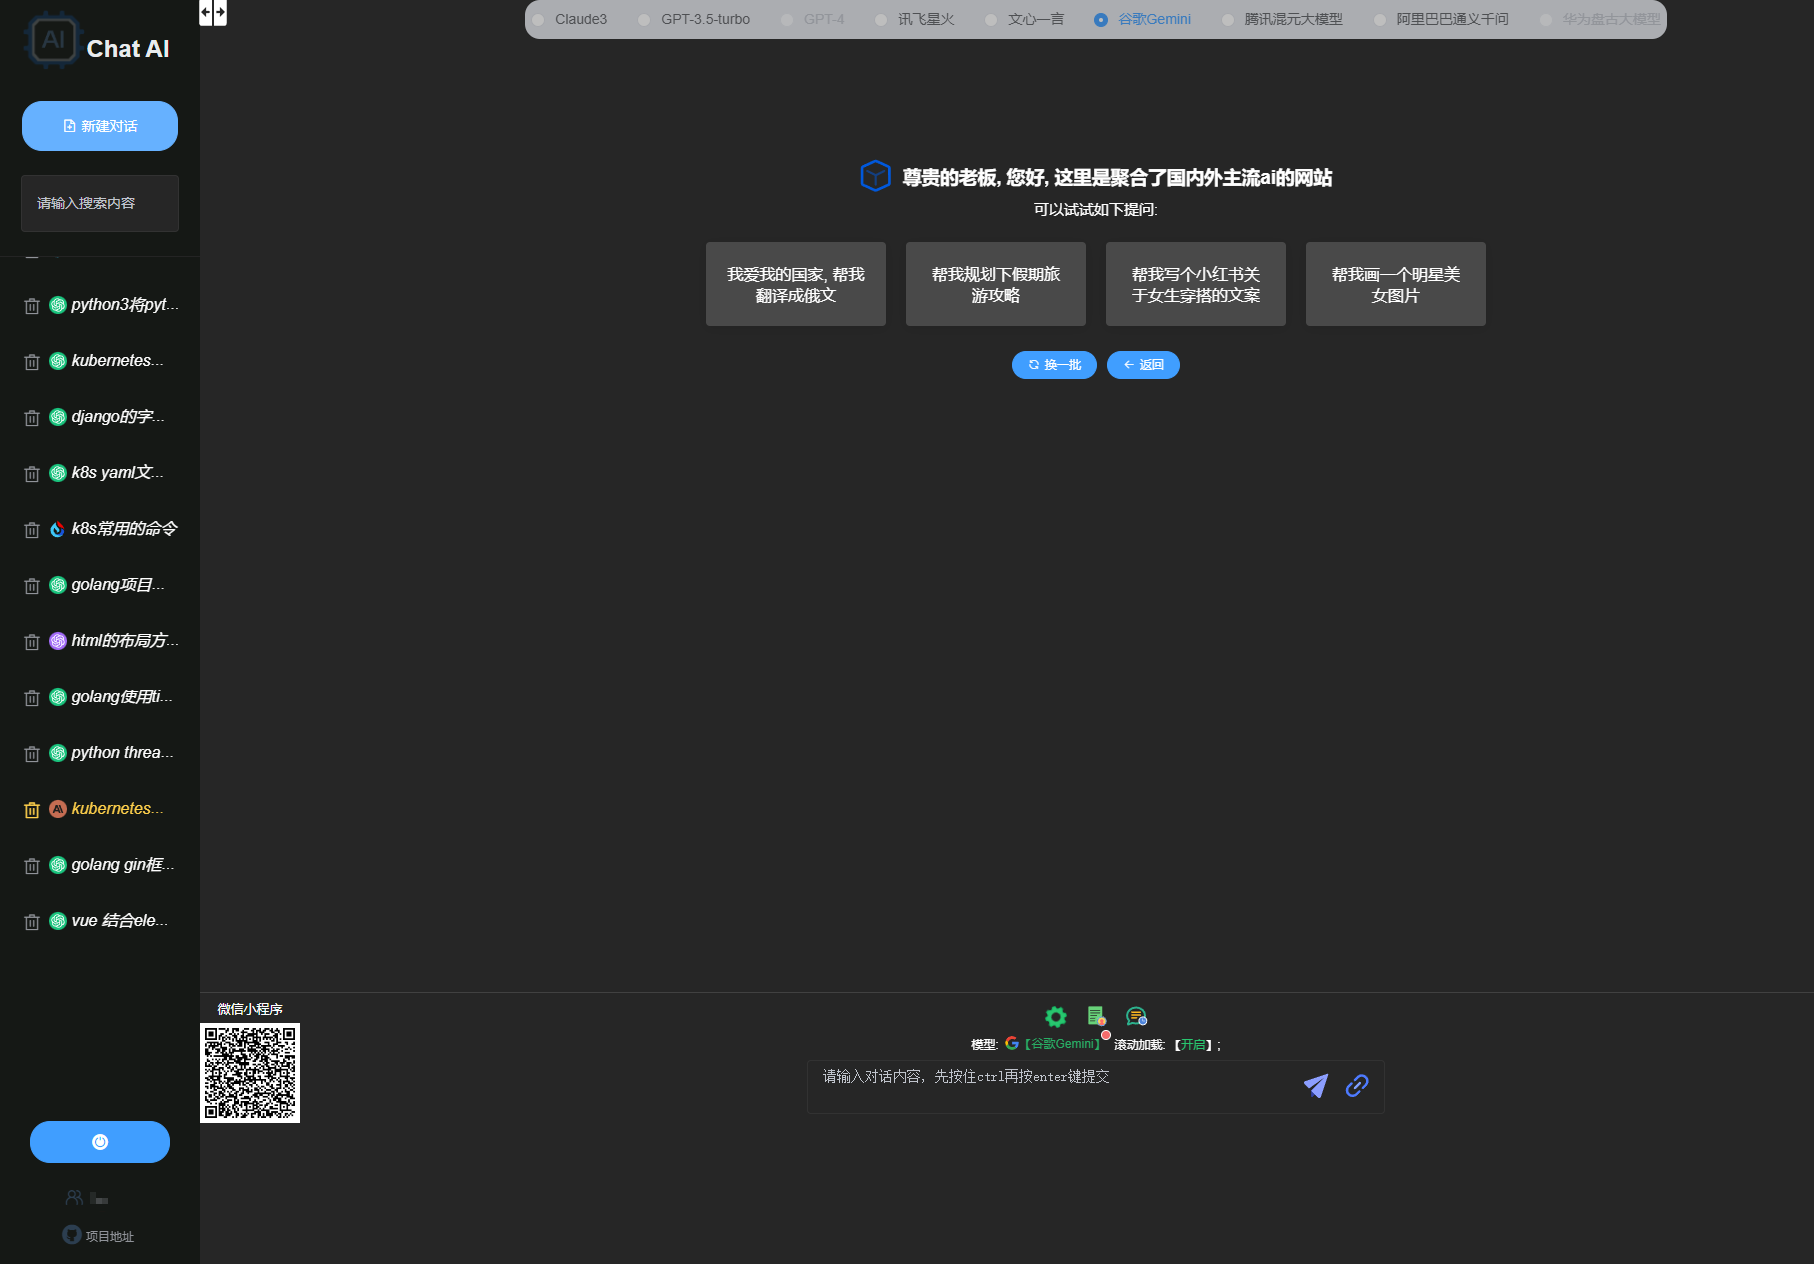 AI
Chat AI
新建对话
请输入搜索内容
python3将pyt...
kubernetes...
django的字...
k8s yaml文...
k8s常用的命令
golang项目...
html的布局方...
golang使用ti...
python threa...
kubernetes...
golang gin框...
vue 结合ele...
项目地址
Claude3
GPT-3.5-turbo
GPT-4
讯飞星火
文心一言
谷歌Gemini
腾讯混元大模型
阿里巴巴通义千问
华为盘古大模型
尊贵的老板, 您好, 这里是聚合了国内外主流ai的网站
可以试试如下提问:
我爱我的国家, 帮我
翻译成俄文
帮我规划下假期旅
游攻略
帮我写个小红书关
于女生穿搭的文案
帮我画一个明星美
女图片
换一批
返回
微信小程序
模型: 【谷歌Gemini】 滚动加载: 【开启】;
请输入对话内容，先按住ctrl再按enter键提交